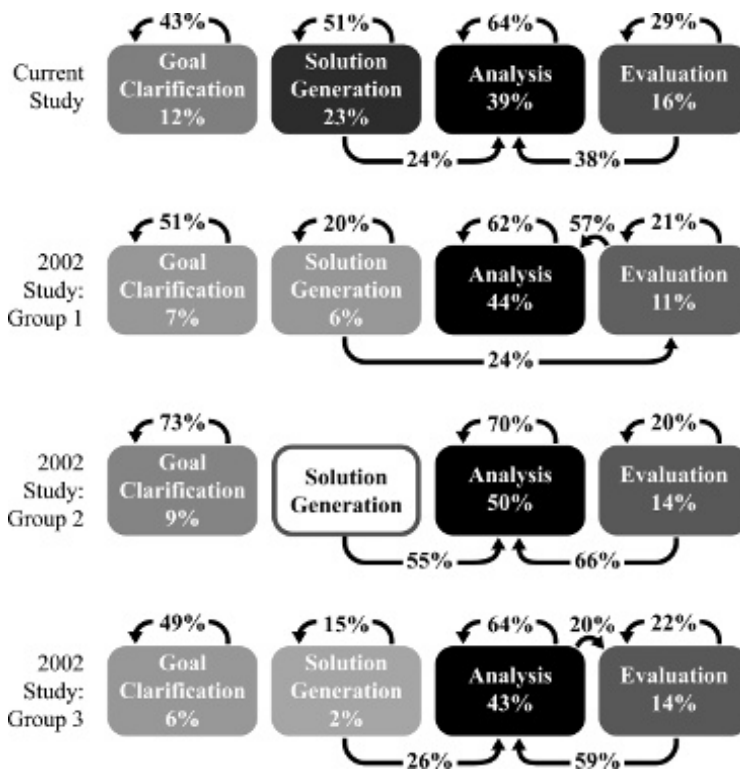 43% 51% 64% 29%
Current
Study
Goal
Clarification
12%
Solution
Generation
23%
Analysis
39%
Evaluation
16%
24% 38%
51% 20% 62% 57% 21%
2002
Study:
Group 1
Goal
Clarification
7%
Solution
Generation
6%
Analysis
44%
Evaluation
11%
24%
73% 70% 20%
2002
Study:
Group 2
Goal
Clarification
9%
Solution
Generation
Analysis
50%
Evaluation
14%
55% 66%
49% 15% 64% 20% 22%
2002
Study:
Group 3
Goal
Clarification
6%
Solution
Generation
2%
Analysis
43%
Evaluation
14%
26% 59%